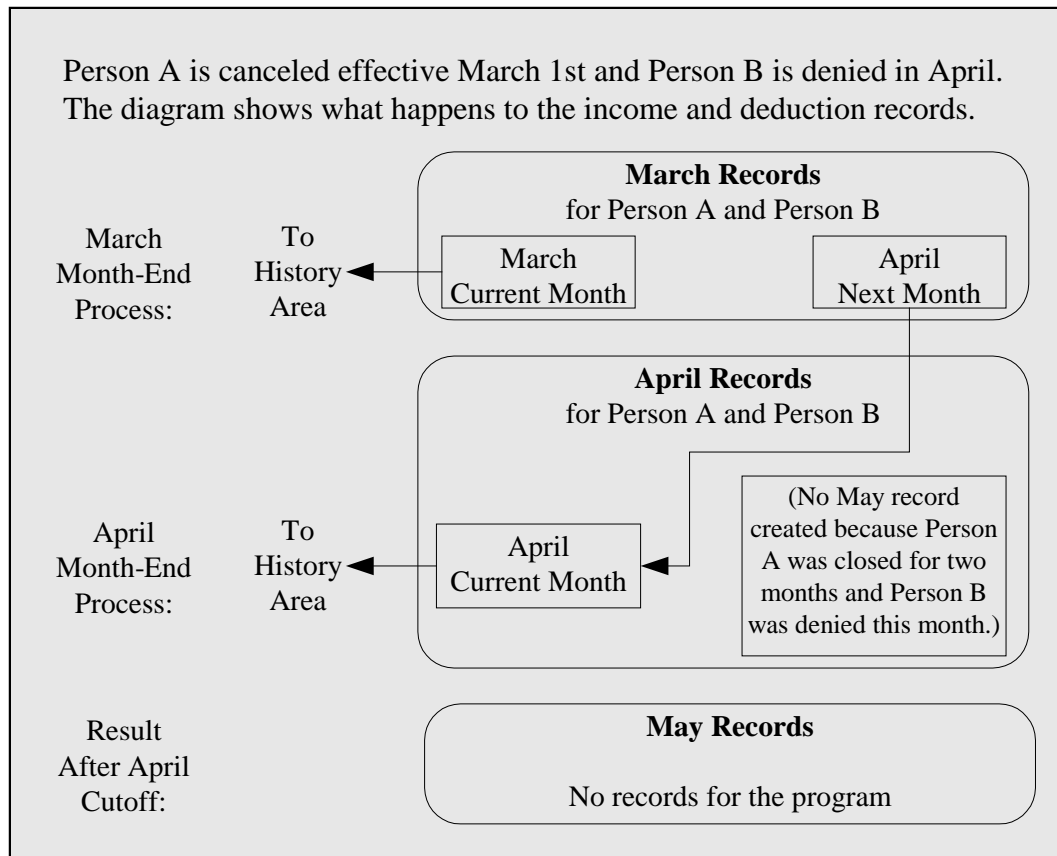 Person A is canceled effective March 1st and Person B is denied in April.
The diagram shows what happens to the income and deduction records.
March Records
for Person A and Person B
March
Month-End
Process:
To
History
Area
March
Current Month
April
Next Month
April Records
for Person A and Person B
April
Month-End
Process:
To
History
Area
April
Current Month
(No May record
created because Person
A was closed for two
months and Person B
was denied this month.)
Result
After April
Cutoff:
May Records
No records for the program